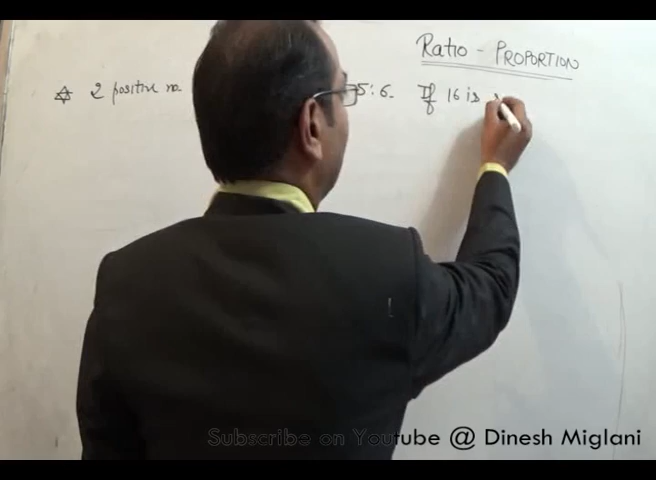 Ratio - PROPORTION
2 positive no. 5:6. If 16 is
Subscribe on Youtube @ Dinesh Miglani